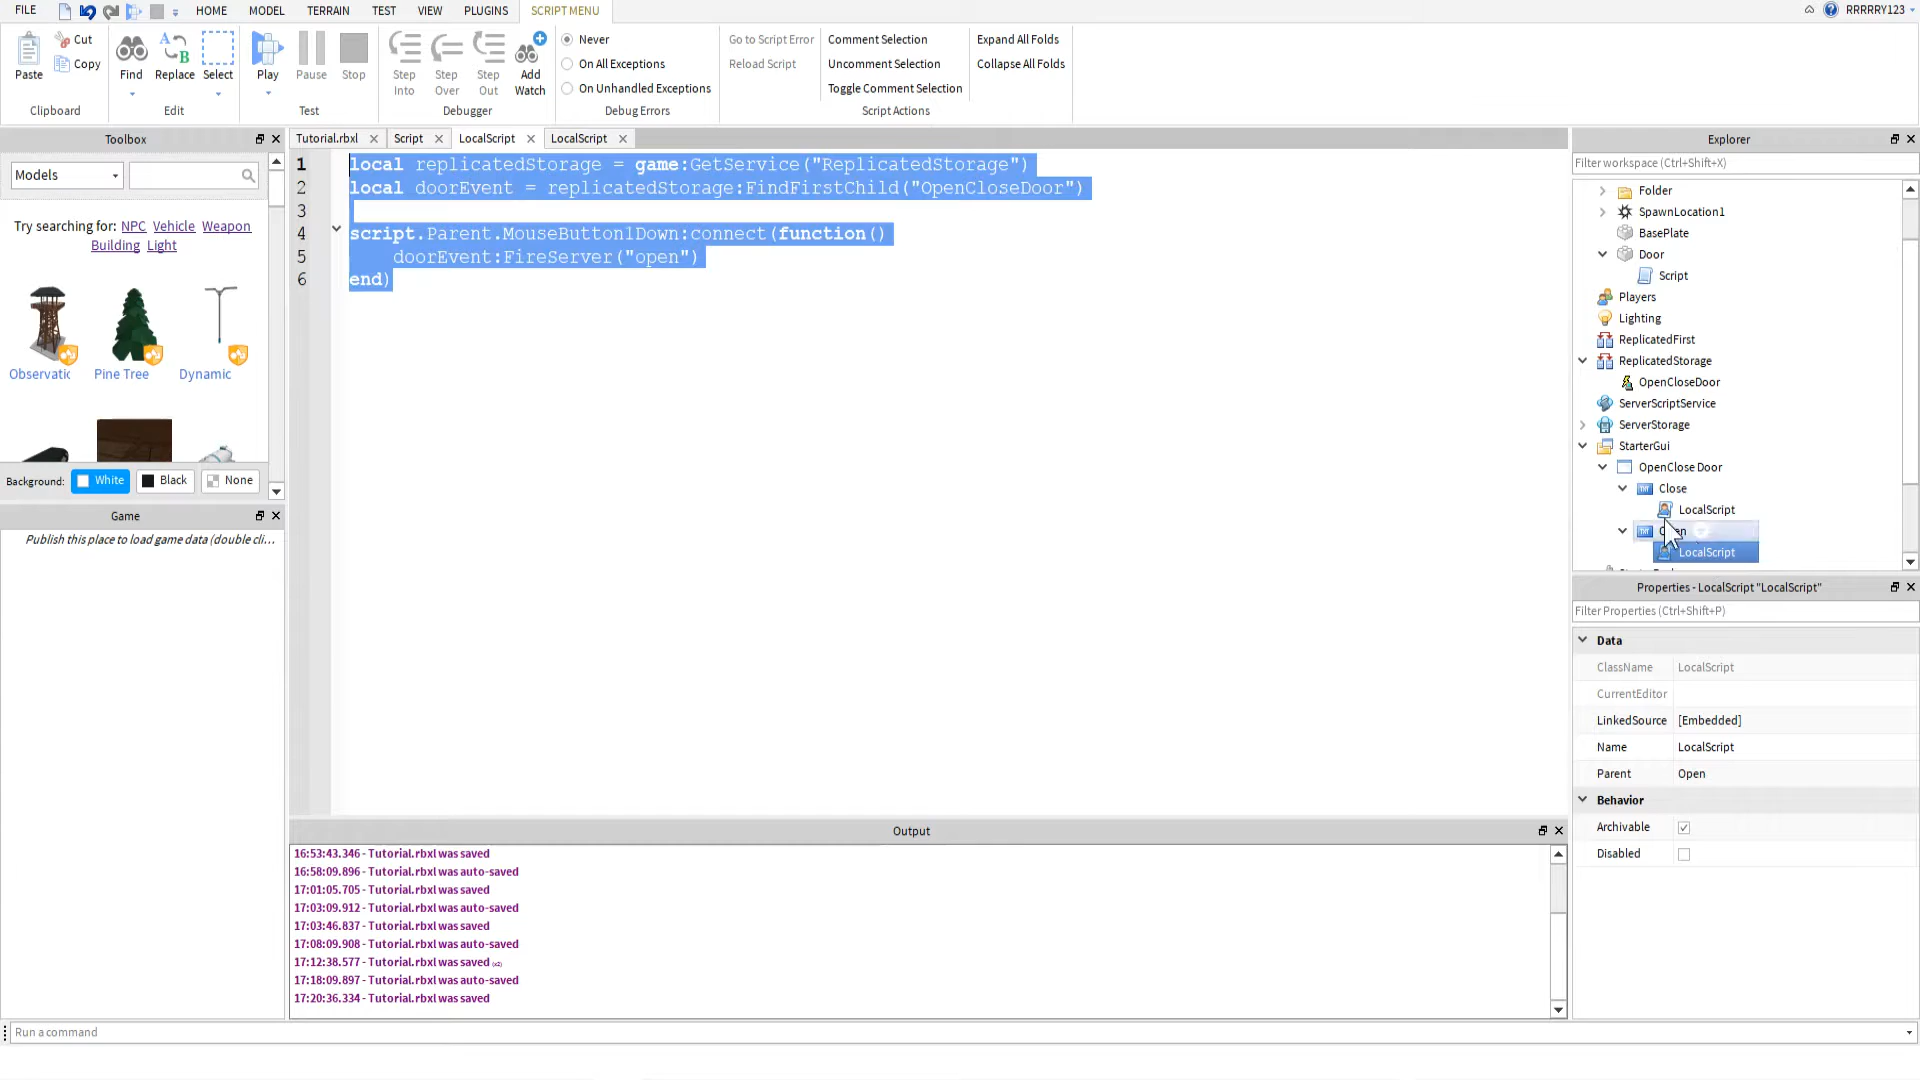 FILE HOME MODEL TERRAIN TEST VIEW PLUGINS SCRIPT MENU RRRRRY123
Paste Cut Copy Find Replace Select Play Pause Stop Step Into Step Over Step Out Add Watch
Never
On All Exceptions
On Unhandled Exceptions
Go to Script Error
Reload Script
Comment Selection
Uncomment Selection
Toggle Comment Selection
Expand All Folds
Collapse All Folds
Clipboard Edit Test Debugger Debug Errors Script Actions
Toolbox
Models
Try searching for: NPC Vehicle Weapon
Building Light
Observatic Pine Tree Dynamic
Background: White Black None
Game
Publish this place to load game data (double cli...
Tutorial.rbxl Script LocalScript LocalScript
1 local replicatedStorage = game:GetService("ReplicatedStorage")
2 local doorEvent = replicatedStorage:FindFirstChild("OpenCloseDoor")
3
4 script.Parent.MouseButton1Down:connect(function()
5 doorEvent:FireServer("open")
6 end)
Output
16:53:43.346 - Tutorial.rbxl was saved
16:58:09.896 - Tutorial.rbxl was auto-saved
17:01:05.705 - Tutorial.rbxl was saved
17:03:09.912 - Tutorial.rbxl was auto-saved
17:03:46.837 - Tutorial.rbxl was saved
17:08:09.908 - Tutorial.rbxl was auto-saved
17:12:38.577 - Tutorial.rbxl was saved (x2)
17:18:09.897 - Tutorial.rbxl was auto-saved
17:20:36.334 - Tutorial.rbxl was saved
Run a command
Explorer
Filter workspace (Ctrl+Shift+X)
Folder
SpawnLocation1
BasePlate
Door
Script
Players
Lighting
ReplicatedFirst
ReplicatedStorage
OpenCloseDoor
ServerScriptService
ServerStorage
StarterGui
OpenClose Door
Close
LocalScript
LocalScript
Properties - LocalScript "LocalScript"
Filter Properties (Ctrl+Shift+P)
Data
ClassName LocalScript
CurrentEditor
LinkedSource [Embedded]
Name LocalScript
Parent Open
Behavior
Archivable
Disabled